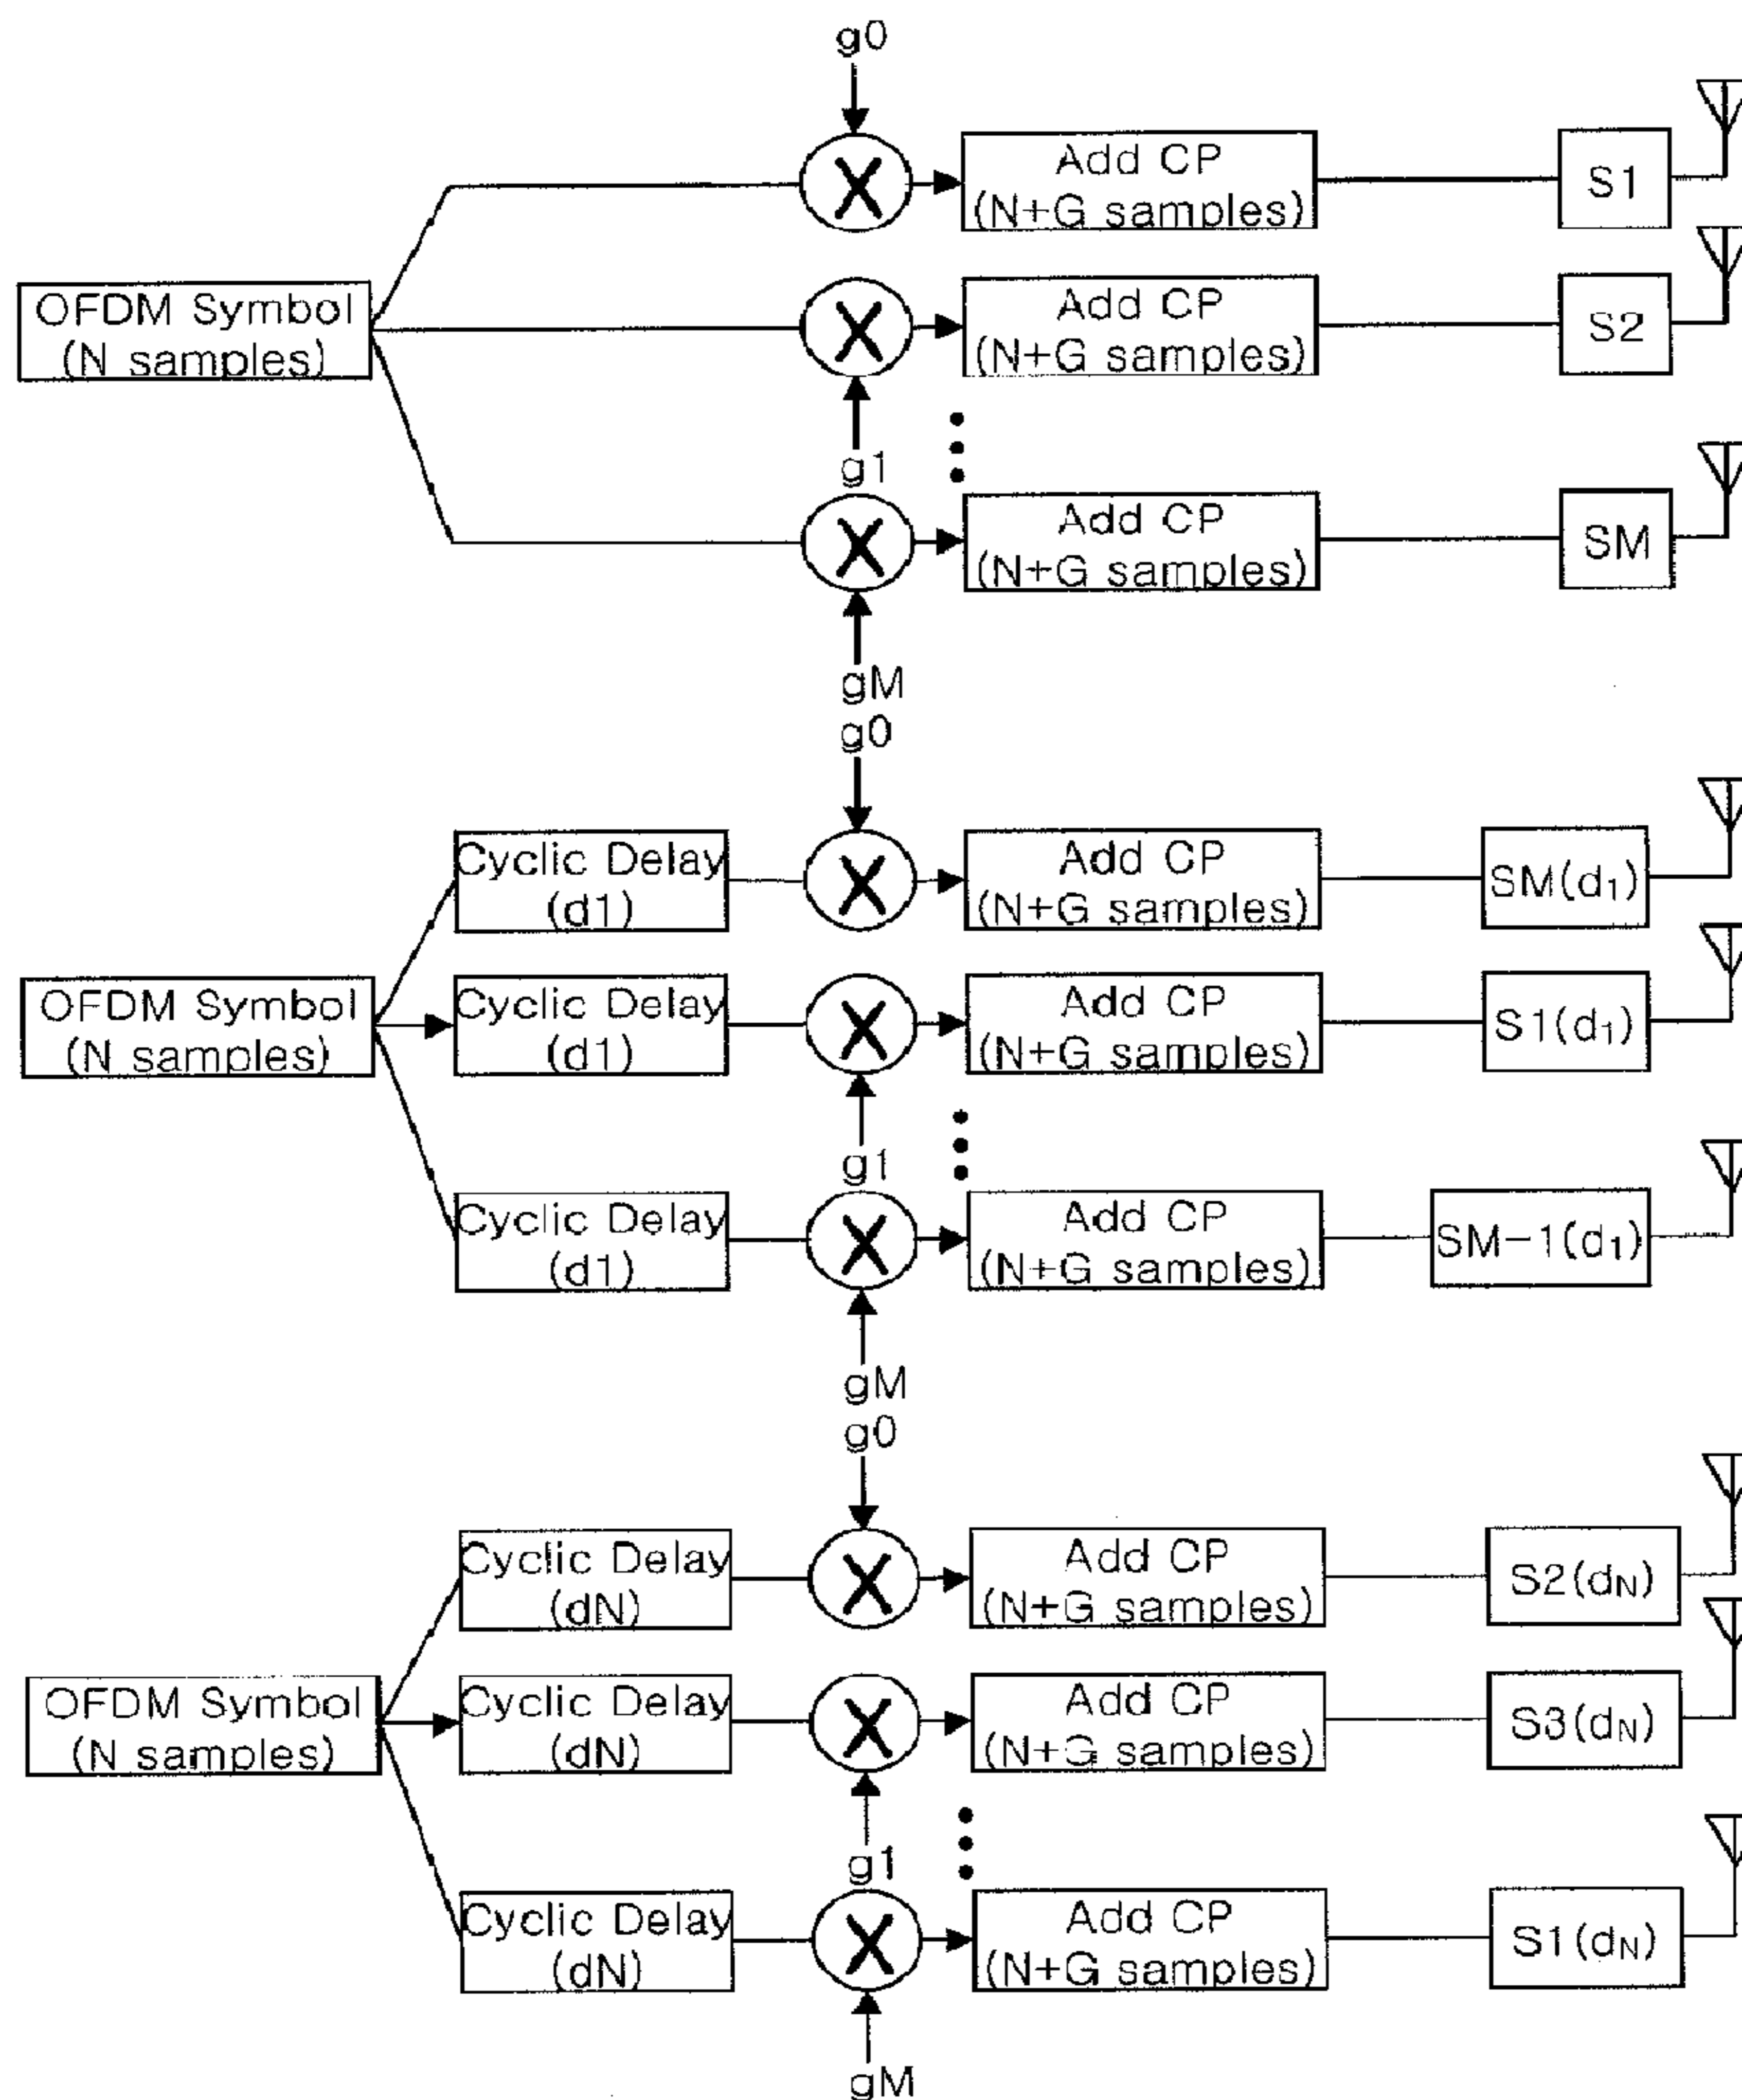 g0
Add CP
(N+G samples)
S1
OFDM Symbol
(N samples)
Add CP
(N+G samples)
S2
g1
Add CP
(N+G samples)
SM
gM
g0
Cyclic Delay
(d1)
Add CP
(N+G samples)
SM(d1)
OFDM Symbol
(N samples)
Cyclic Delay
(d1)
Add CP
(N+G samples)
S1(d1)
g1
Cyclic Delay
(d1)
Add CP
(N+G samples)
SM-1(d1)
gM
g0
Cyclic Delay
(dN)
Add CP
(N+G samples)
S2(dN)
OFDM Symbol
(N samples)
Cyclic Delay
(dN)
Add CP
(N+G samples)
S3(dN)
g1
Cyclic Delay
(dN)
Add CP
(N+G samples)
S1(dN)
gM